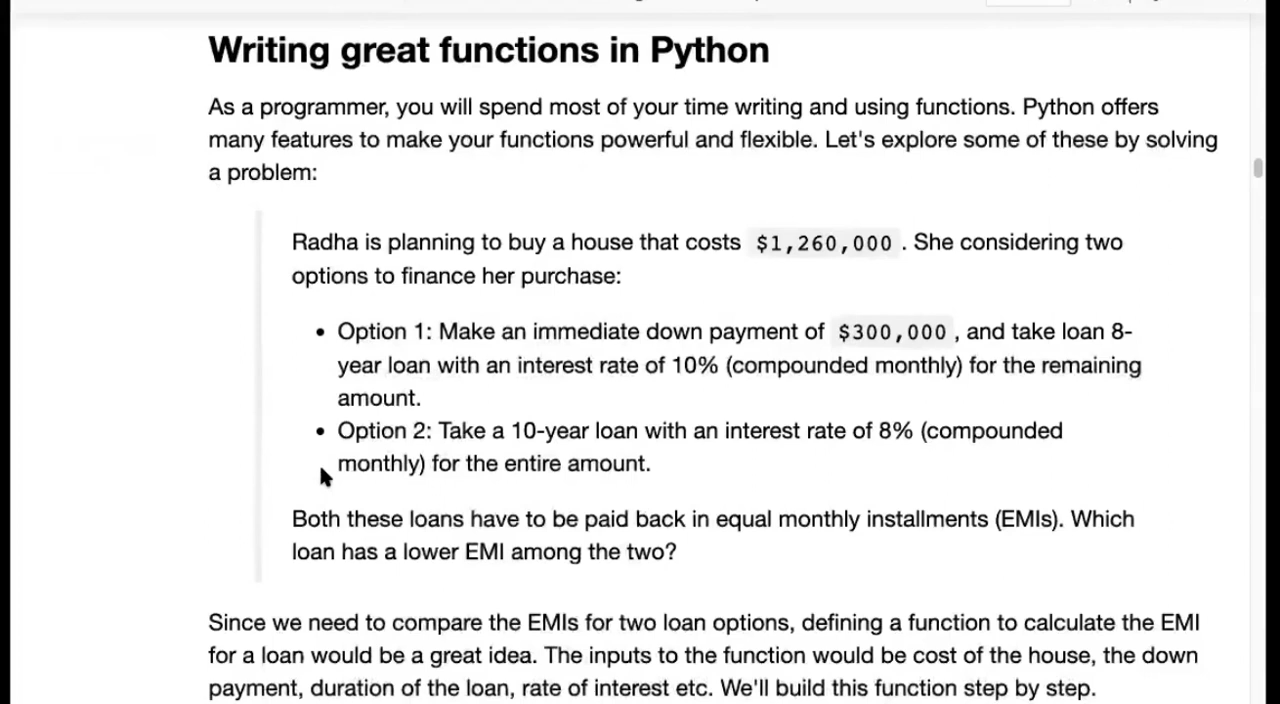 Writing great functions in Python
As a programmer, you will spend most of your time writing and using functions. Python offers
many features to make your functions powerful and flexible. Let's explore some of these by solving
a problem:
Radha is planning to buy a house that costs $1,260,000 . She considering two
options to finance her purchase:
• Option 1: Make an immediate down payment of $300,000 , and take loan 8-
year loan with an interest rate of 10% (compounded monthly) for the remaining
amount.
• Option 2: Take a 10-year loan with an interest rate of 8% (compounded
monthly) for the entire amount.
Both these loans have to be paid back in equal monthly installments (EMIs). Which
loan has a lower EMI among the two?
Since we need to compare the EMIs for two loan options, defining a function to calculate the EMI
for a loan would be a great idea. The inputs to the function would be cost of the house, the down
payment, duration of the loan, rate of interest etc. We'll build this function step by step.